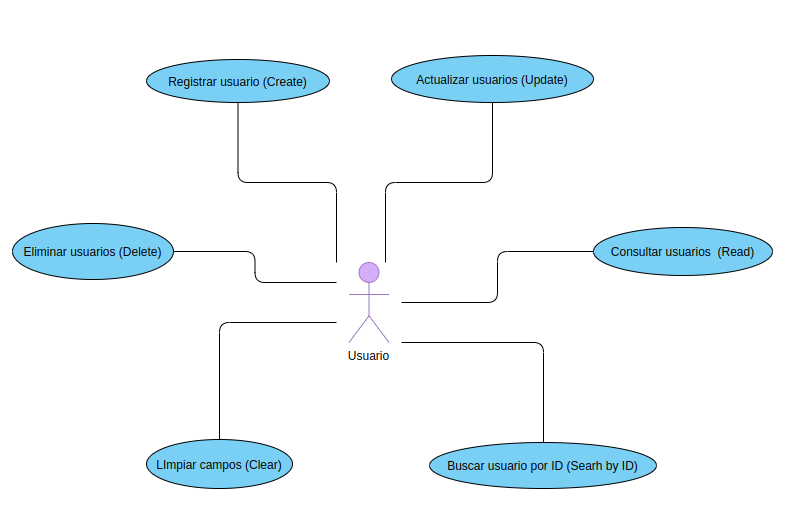 Registrar usuario (Create)
Actualizar usuarios (Update)
Eliminar usuarios (Delete)
Consultar usuarios  (Read)
Usuario
LImpiar campos (Clear)
Buscar usuario por ID (Searh by ID)